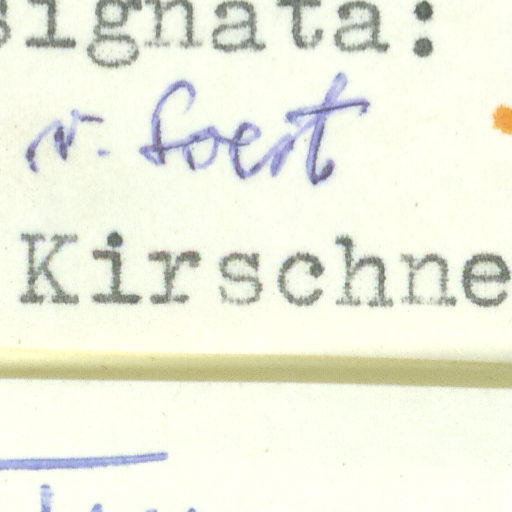 signata:
v. Soest
Kirschne